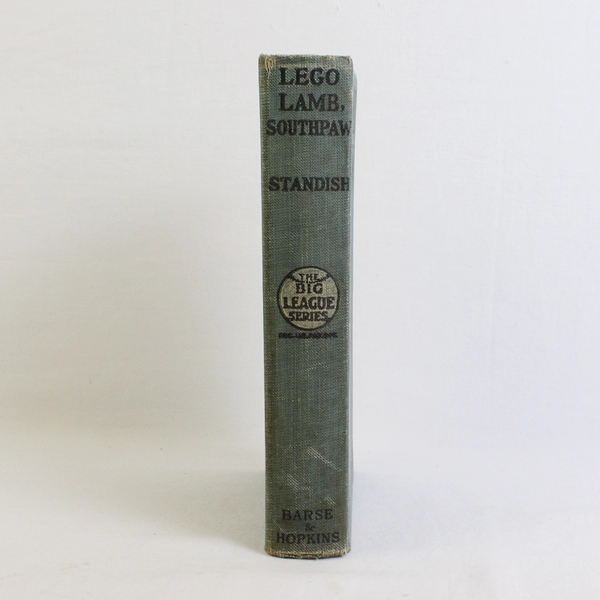 LEGO
LAMB,
SOUTHPAW
STANDISH
THE
BIG
LEAGUE
SERIES
BARSE
&
HOPKINS